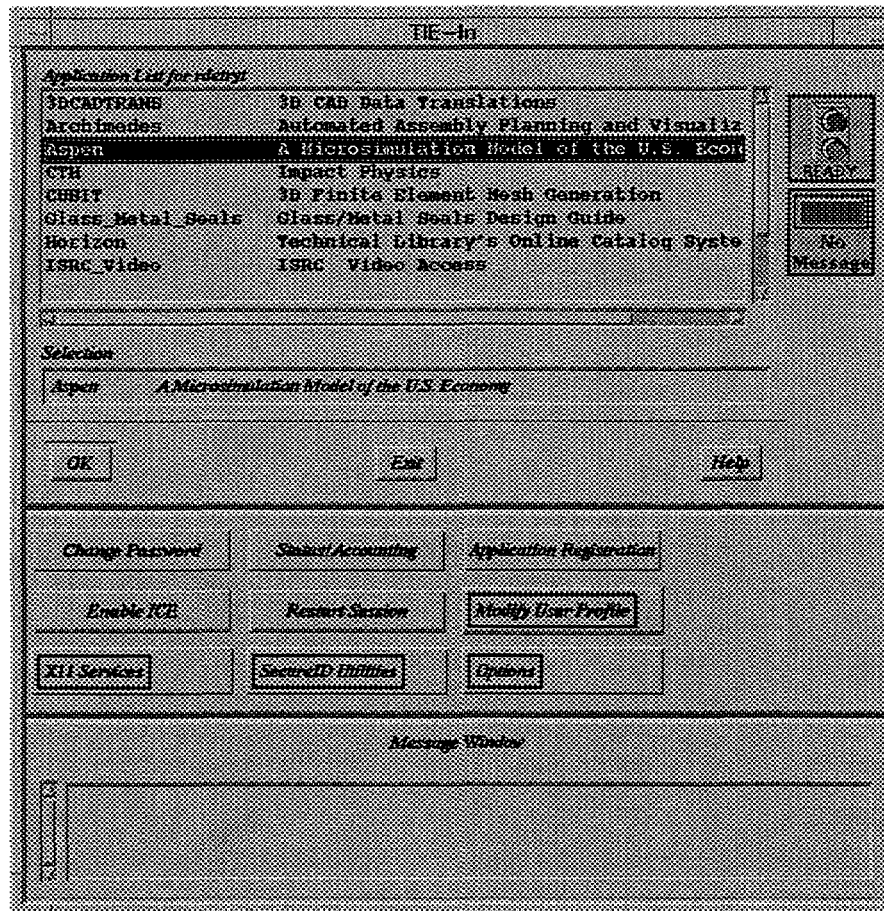 TIE-In
Application List for rdetryt
3DCADTRANS 3D CAD Data Translations
Archimedes Automated Assembly Planning and Visualiz
Aspen A Microsimulation Model of the U.S. Econ
CTH Impact Physics
CUBIT 3D Finite Element Mesh Generation
Glass_Metal_Seals Glass/Metal Seals Design Guide
Horizon Technical Library's Online Catalog Syste
ISRC_Video ISRC Video Access
READY
No
Message
Selection
Aspen A Microsimulation Model of the U.S. Economy
OK Exit Help
Change Password Status/Accounting Application Registration
Enable ICE Restart Session Modify User Profile
X11 Services SecureID Utilities Options
Message Window